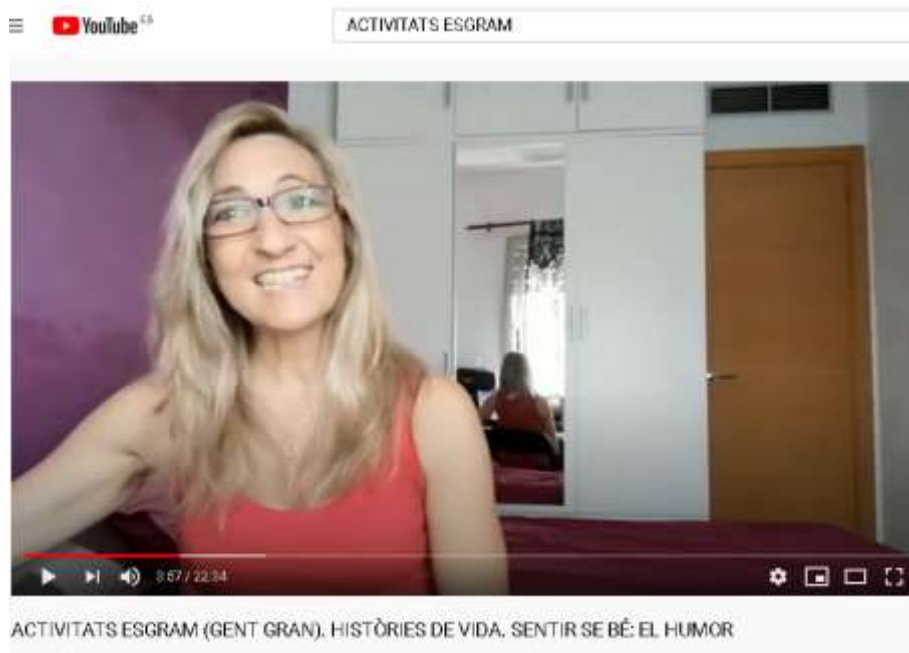 YouTube ES
ACTIVITATS ESGRAM
3:57 / 22:34
ACTIVITATS ESGRAM (GENT GRAN). HISTÒRIES DE VIDA. SENTIR SE BÉ: EL HUMOR